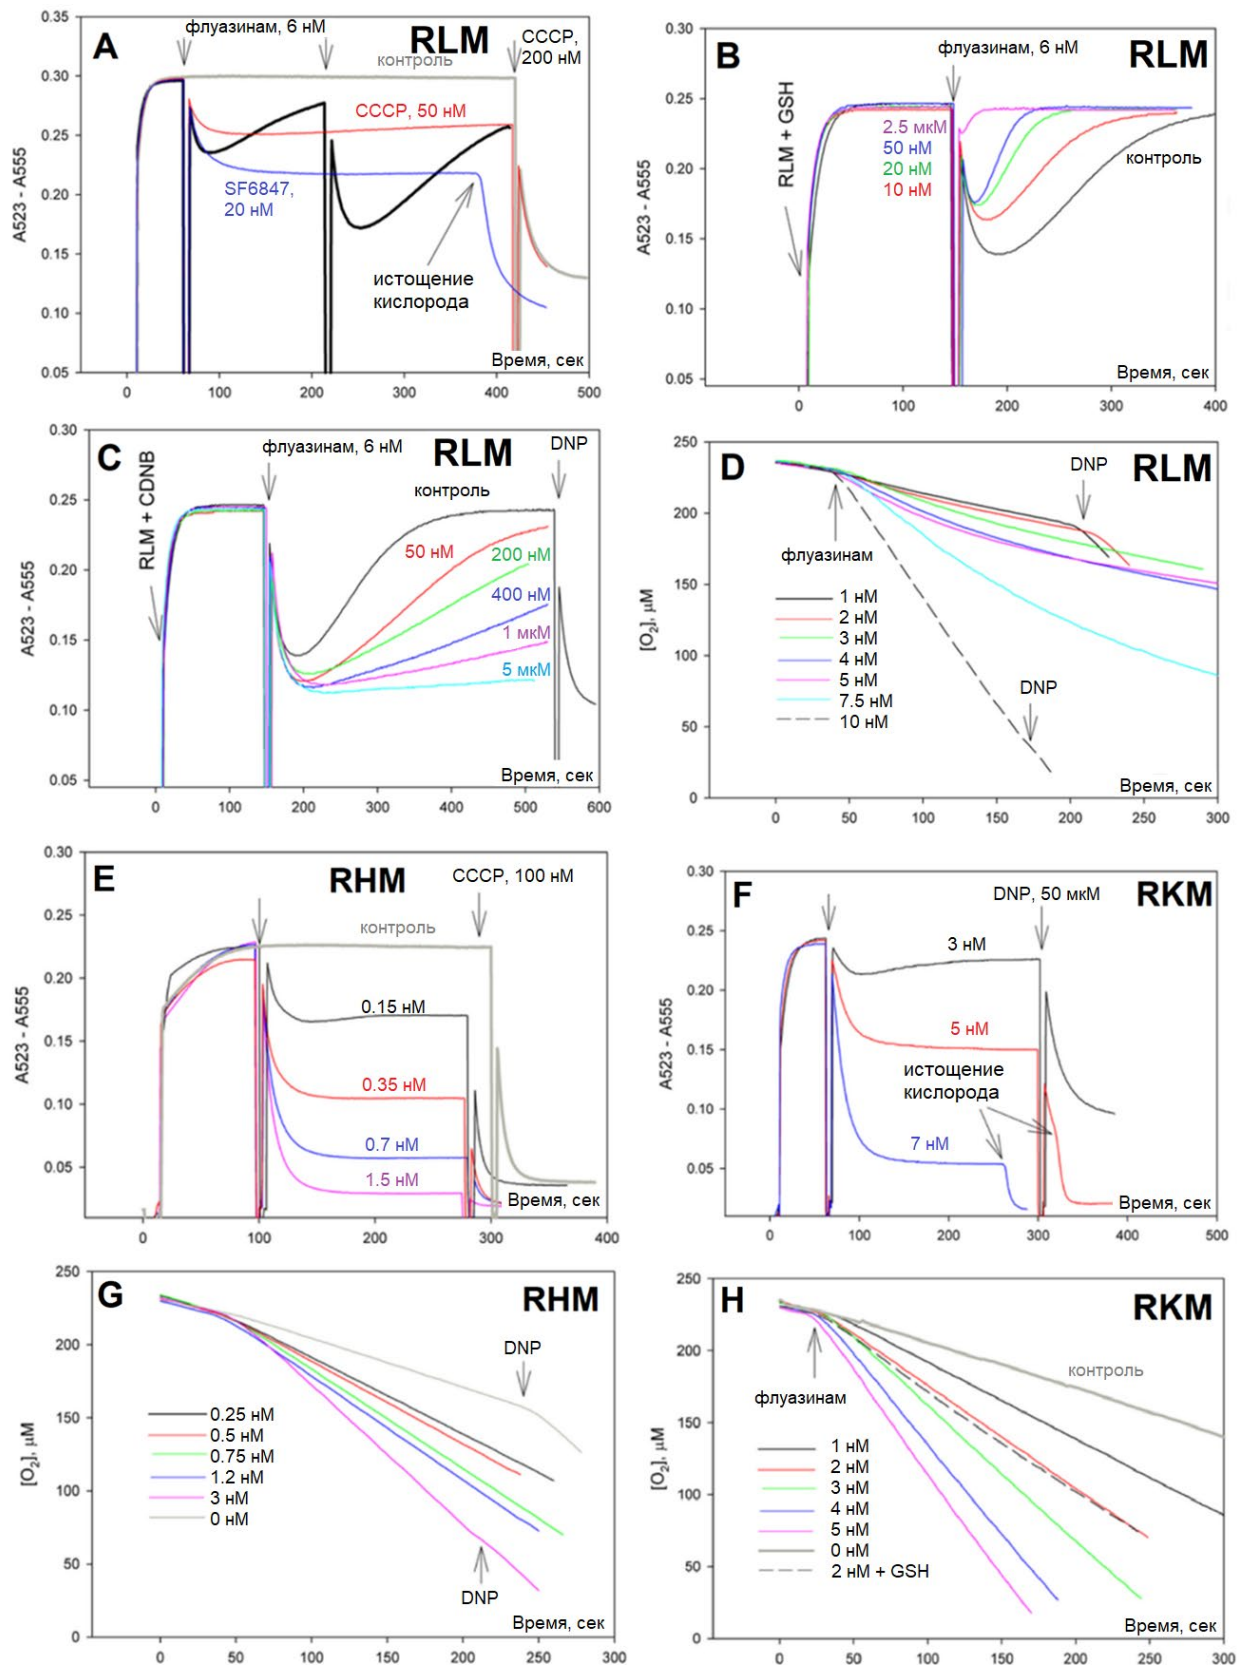 A
RLM
флуазинам, 6 нМ
контроль
CCCP,
200 нМ
CCCP, 50 нМ
SF6847,
20 нМ
истощение
кислорода
A523 - A555
0.35
0.30
0.25
0.20
0.15
0.10
0.05
Время, сек
0 100 200 300 400 500
B
RLM
флуазинам, 6 нМ
RLM + GSH
2.5 мкМ
50 нМ
20 нМ
10 нМ
контроль
A523 - A555
0.30
0.25
0.20
0.15
0.10
0.05
Время, сек
0 100 200 300 400
C
RLM
флуазинам, 6 нМ
DNP
RLM + CDNB
контроль
50 нМ
200 нМ
400 нМ
1 мкМ
5 мкМ
A523 - A555
0.30
0.25
0.20
0.15
0.10
0.05
Время, сек
0 100 200 300 400 500 600
D
RLM
DNP
флуазинам
1 нМ
2 нМ
3 нМ
4 нМ
5 нМ
7.5 нМ
10 нМ
DNP
[O₂], µM
250
200
150
100
50
0
Время, сек
0 50 100 150 200 250 300
E
RHM
CCCP, 100 нМ
контроль
0.15 нМ
0.35 нМ
0.7 нМ
1.5 нМ
A523 - A555
0.30
0.25
0.20
0.15
0.10
0.05
Время, сек
0 100 200 300 400
F
RKM
DNP, 50 мкМ
3 нМ
5 нМ
истощение
кислорода
7 нМ
A523 - A555
0.30
0.25
0.20
0.15
0.10
0.05
Время, сек
0 100 200 300 400 500
G
RHM
DNP
0.25 нМ
0.5 нМ
0.75 нМ
1.2 нМ
3 нМ
0 нМ
DNP
[O₂], µM
250
200
150
100
50
0
Время, сек
0 50 100 150 200 250 300
H
RKM
контроль
флуазинам
1 нМ
2 нМ
3 нМ
4 нМ
5 нМ
0 нМ
2 нМ + GSH
[O₂], µM
250
200
150
100
50
0
Время, сек
0 50 100 150 200 250 300